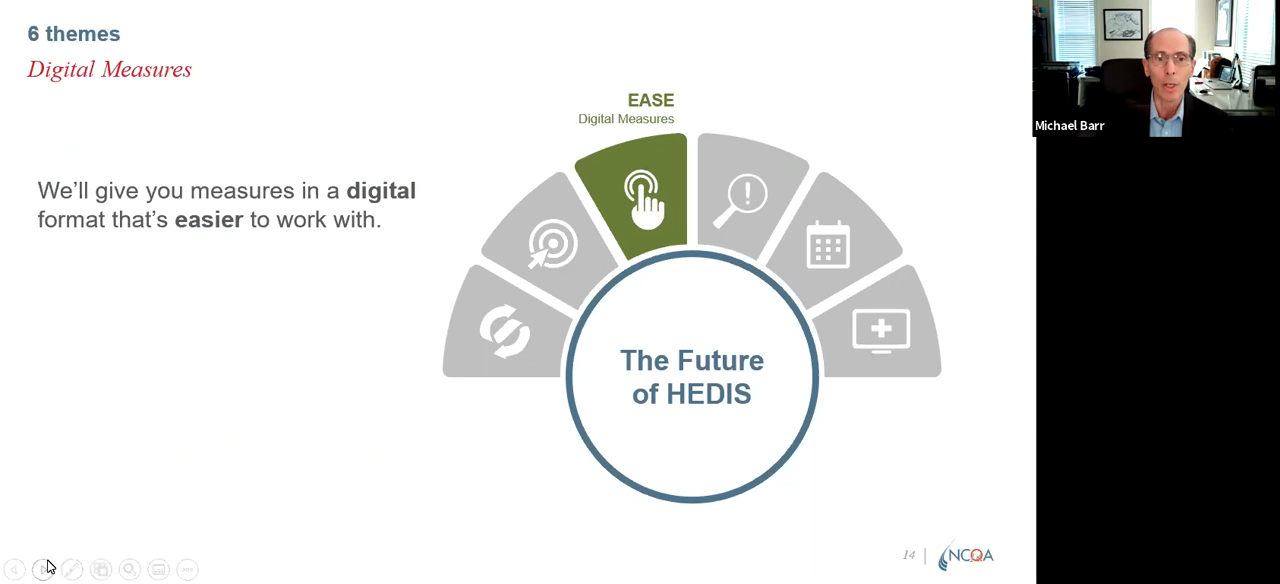 6 themes
Digital Measures
EASE
Digital Measures
We'll give you measures in a digital
format that's easier to work with.
The Future
of HEDIS
14
NCQA
Michael Barr